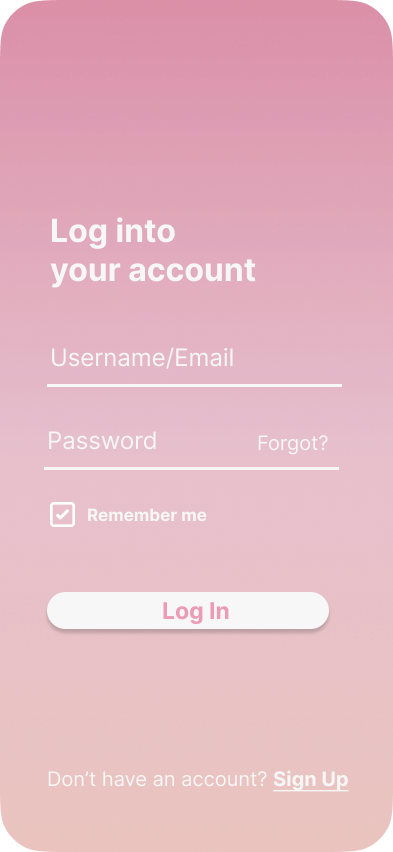 Log into
your account
Username/Email
Password Forgot?
Remember me
Log In
Don’t have an account? Sign Up